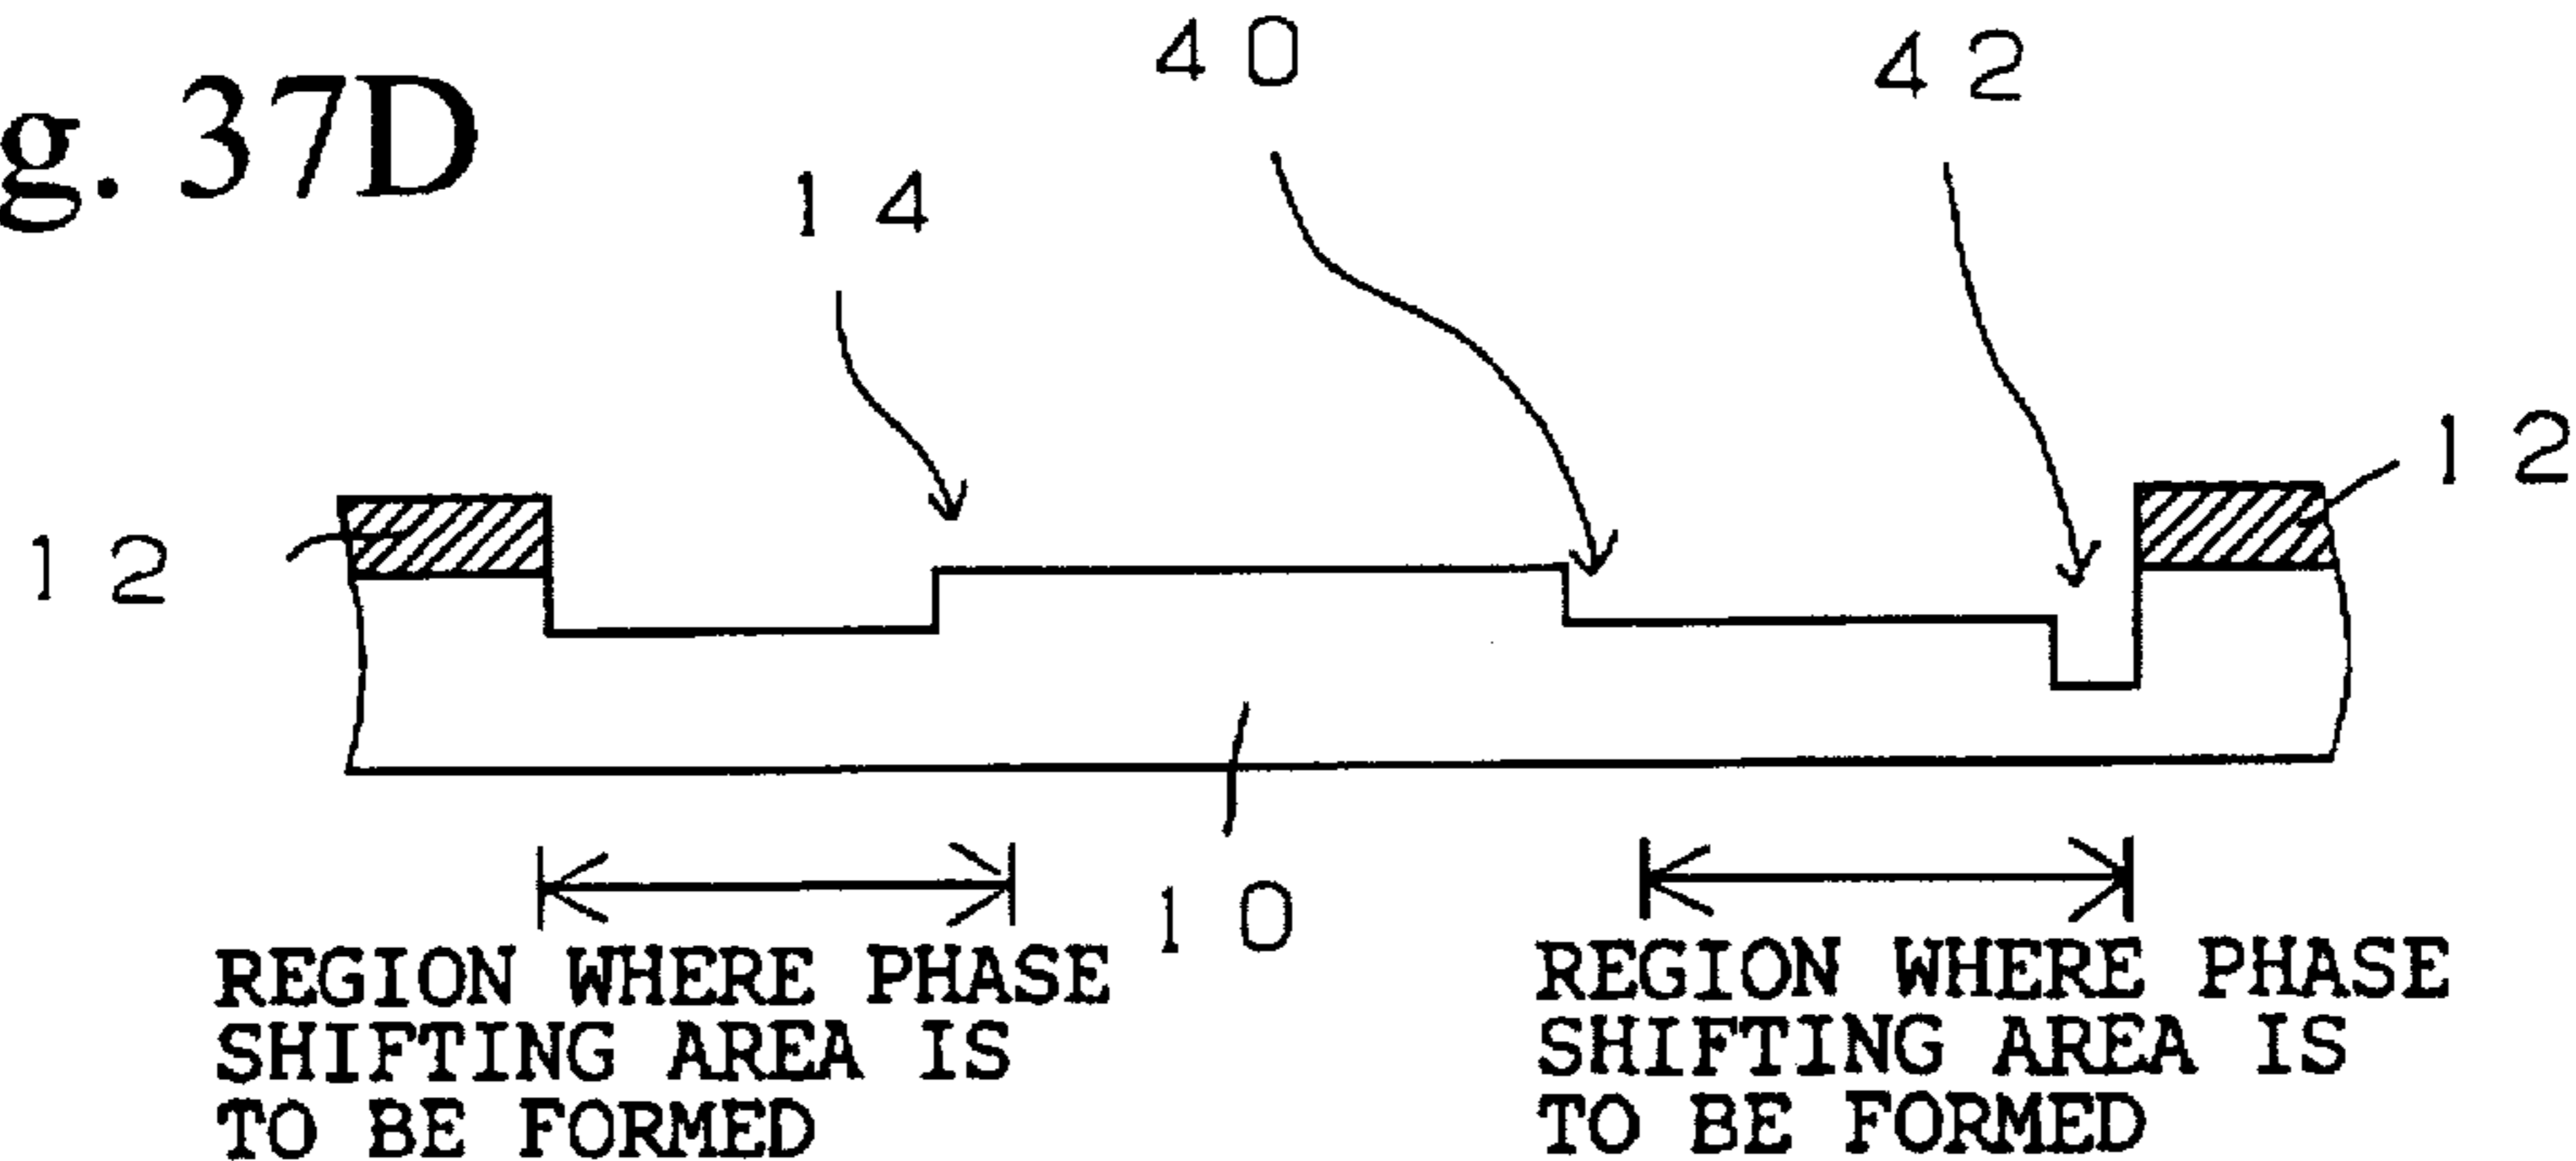 g. 37D
40
42
14
12
12
10
REGION WHERE PHASE
SHIFTING AREA IS
TO BE FORMED
REGION WHERE PHASE
SHIFTING AREA IS
TO BE FORMED